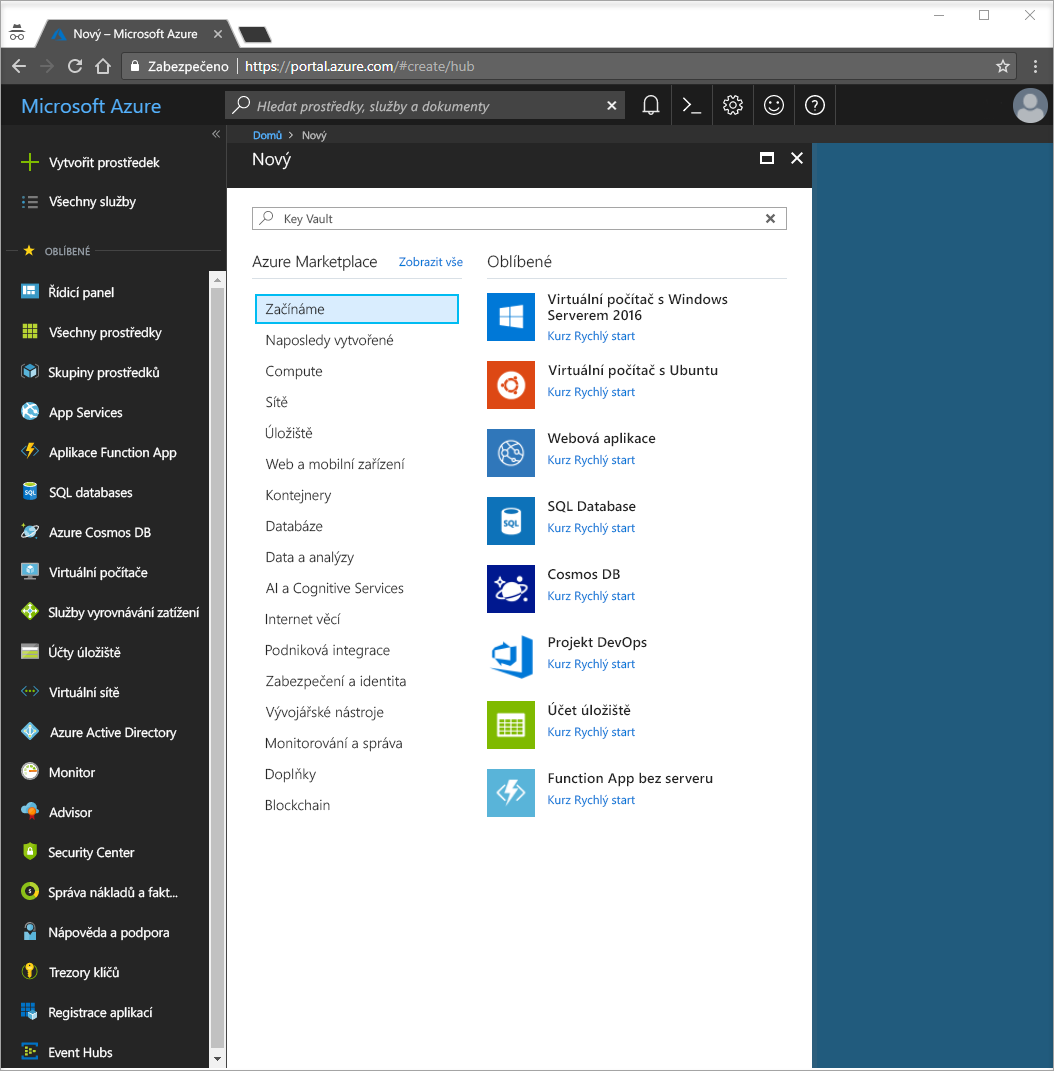 Nový – Microsoft Azure
Zabezpečeno
https://portal.azure.com/#create/hub
Microsoft Azure
Hledat prostředky, služby a dokumenty
Domů > Nový
Nový
Vytvořit prostředek
Všechny služby
OBLÍBENÉ
Řídicí panel
Všechny prostředky
Skupiny prostředků
App Services
Aplikace Function App
SQL databases
Azure Cosmos DB
Virtuální počítače
Služby vyrovnávání zatížení
Účty úložiště
Virtuální sítě
Azure Active Directory
Monitor
Advisor
Security Center
Správa nákladů a fakt...
Nápověda a podpora
Trezory klíčů
Registrace aplikací
Event Hubs
Key Vault
Azure Marketplace
Zobrazit vše
Začínáme
Naposledy vytvořené
Compute
Sítě
Úložiště
Web a mobilní zařízení
Kontejnery
Databáze
Data a analýzy
AI a Cognitive Services
Internet věcí
Podniková integrace
Zabezpečení a identita
Vývojářské nástroje
Monitorování a správa
Doplňky
Blockchain
Oblíbené
Virtuální počítač s Windows
Serverem 2016
Kurz Rychlý start
Virtuální počítač s Ubuntu
Kurz Rychlý start
Webová aplikace
Kurz Rychlý start
SQL
SQL Database
Kurz Rychlý start
Cosmos DB
Kurz Rychlý start
Projekt DevOps
Kurz Rychlý start
Účet úložiště
Kurz Rychlý start
Function App bez serveru
Kurz Rychlý start